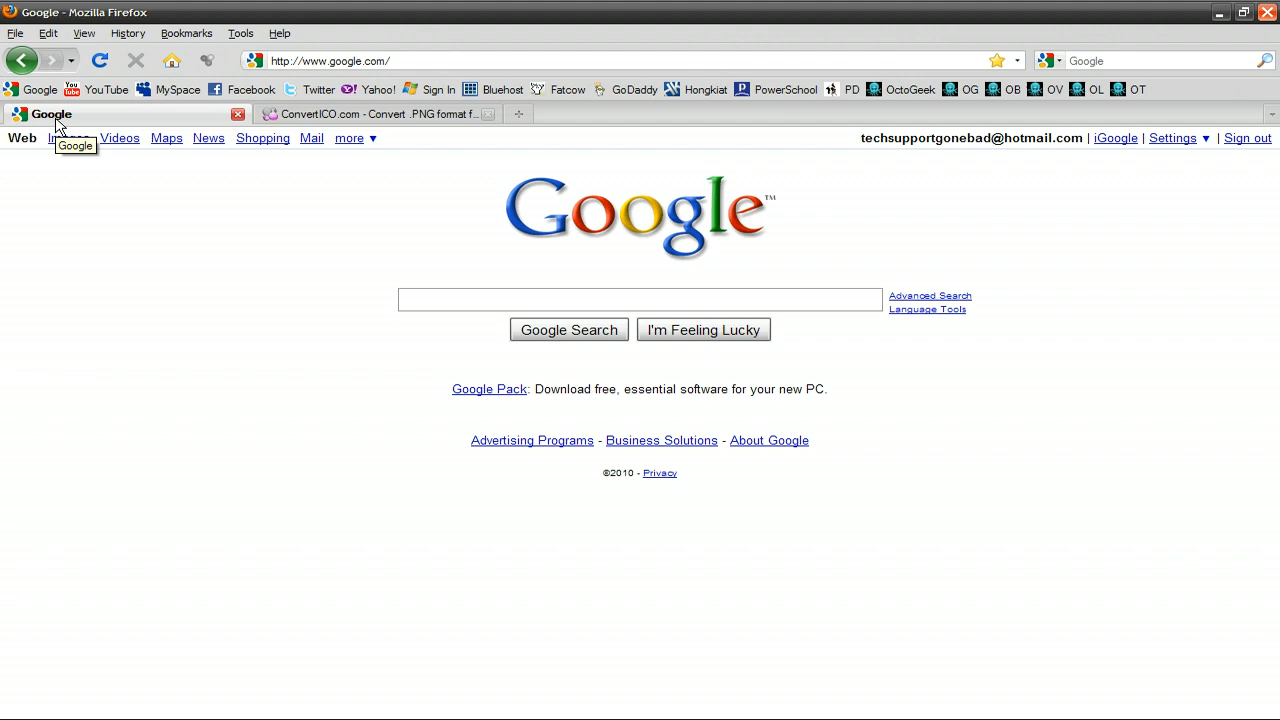 Google - Mozilla Firefox
File Edit View History Bookmarks Tools Help
http://www.google.com/ Google
Google YouTube MySpace Facebook Twitter Yahoo! Sign In Bluehost Fatcow GoDaddy Hongkiat PowerSchool PD OctoGeek OG OB OV OL OT
Google ConvertICO.com - Convert .PNG format f...
Web Images Videos Maps News Shopping Mail more ▼ techsupportgonebad@hotmail.com | iGoogle | Settings ▼ | Sign out
Google
Google™
Advanced Search
Language Tools
Google Search I'm Feeling Lucky
Google Pack: Download free, essential software for your new PC.
Advertising Programs - Business Solutions - About Google
©2010 - Privacy